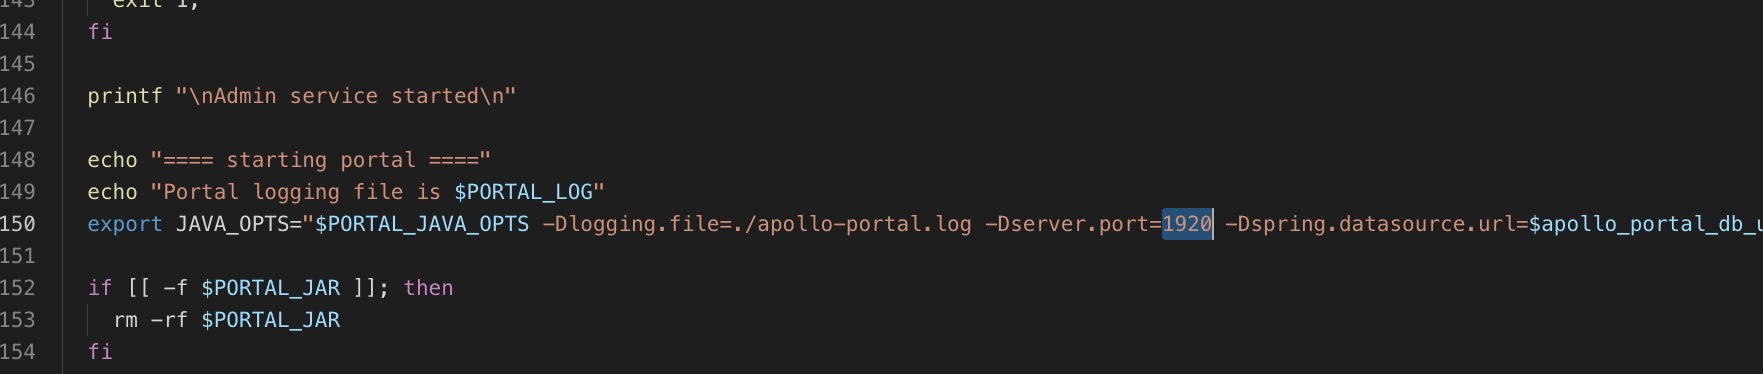 143 exit 1;
144 fi
145
146 printf "\nAdmin service started\n"
147
148 echo "==== starting portal ===="
149 echo "Portal logging file is $PORTAL_LOG"
150 export JAVA_OPTS="$PORTAL_JAVA_OPTS -Dlogging.file=./apollo-portal.log -Dserver.port=1920 -Dspring.datasource.url=$apollo_portal_db_u
151
152 if [[ -f $PORTAL_JAR ]]; then
153 rm -rf $PORTAL_JAR
154 fi